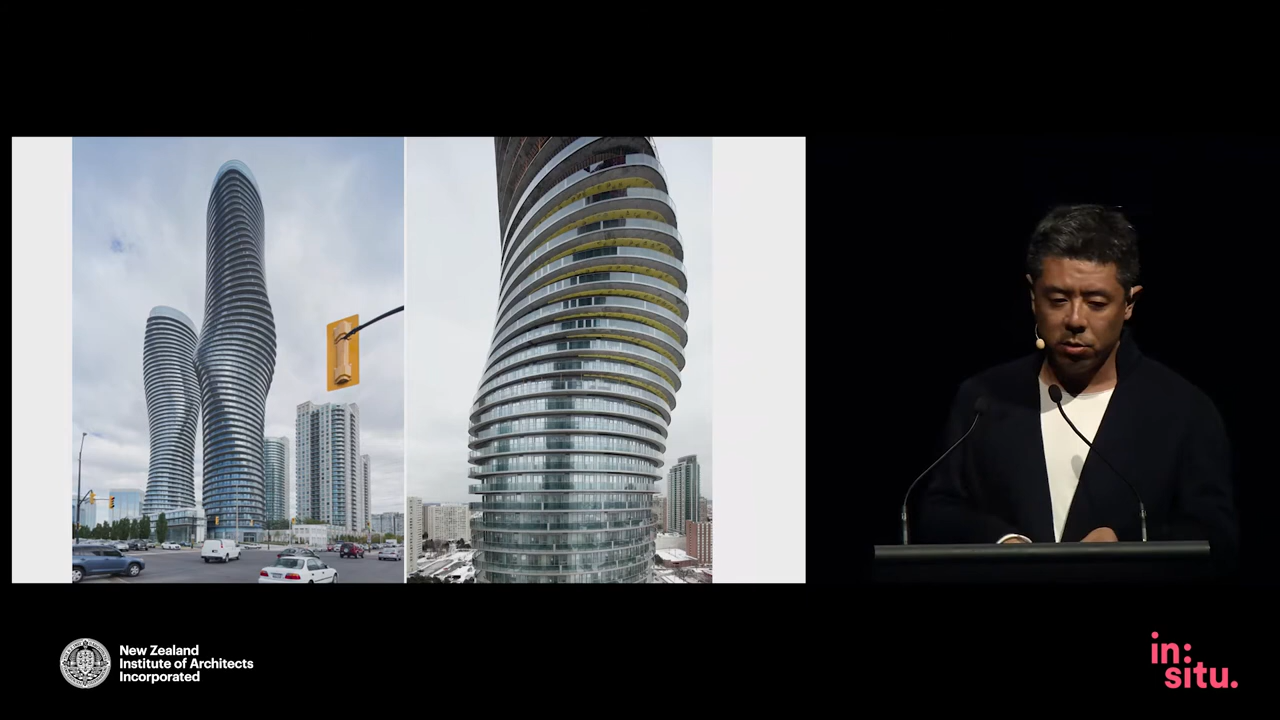 New Zealand
Institute of Architects
Incorporated
in:
situ.